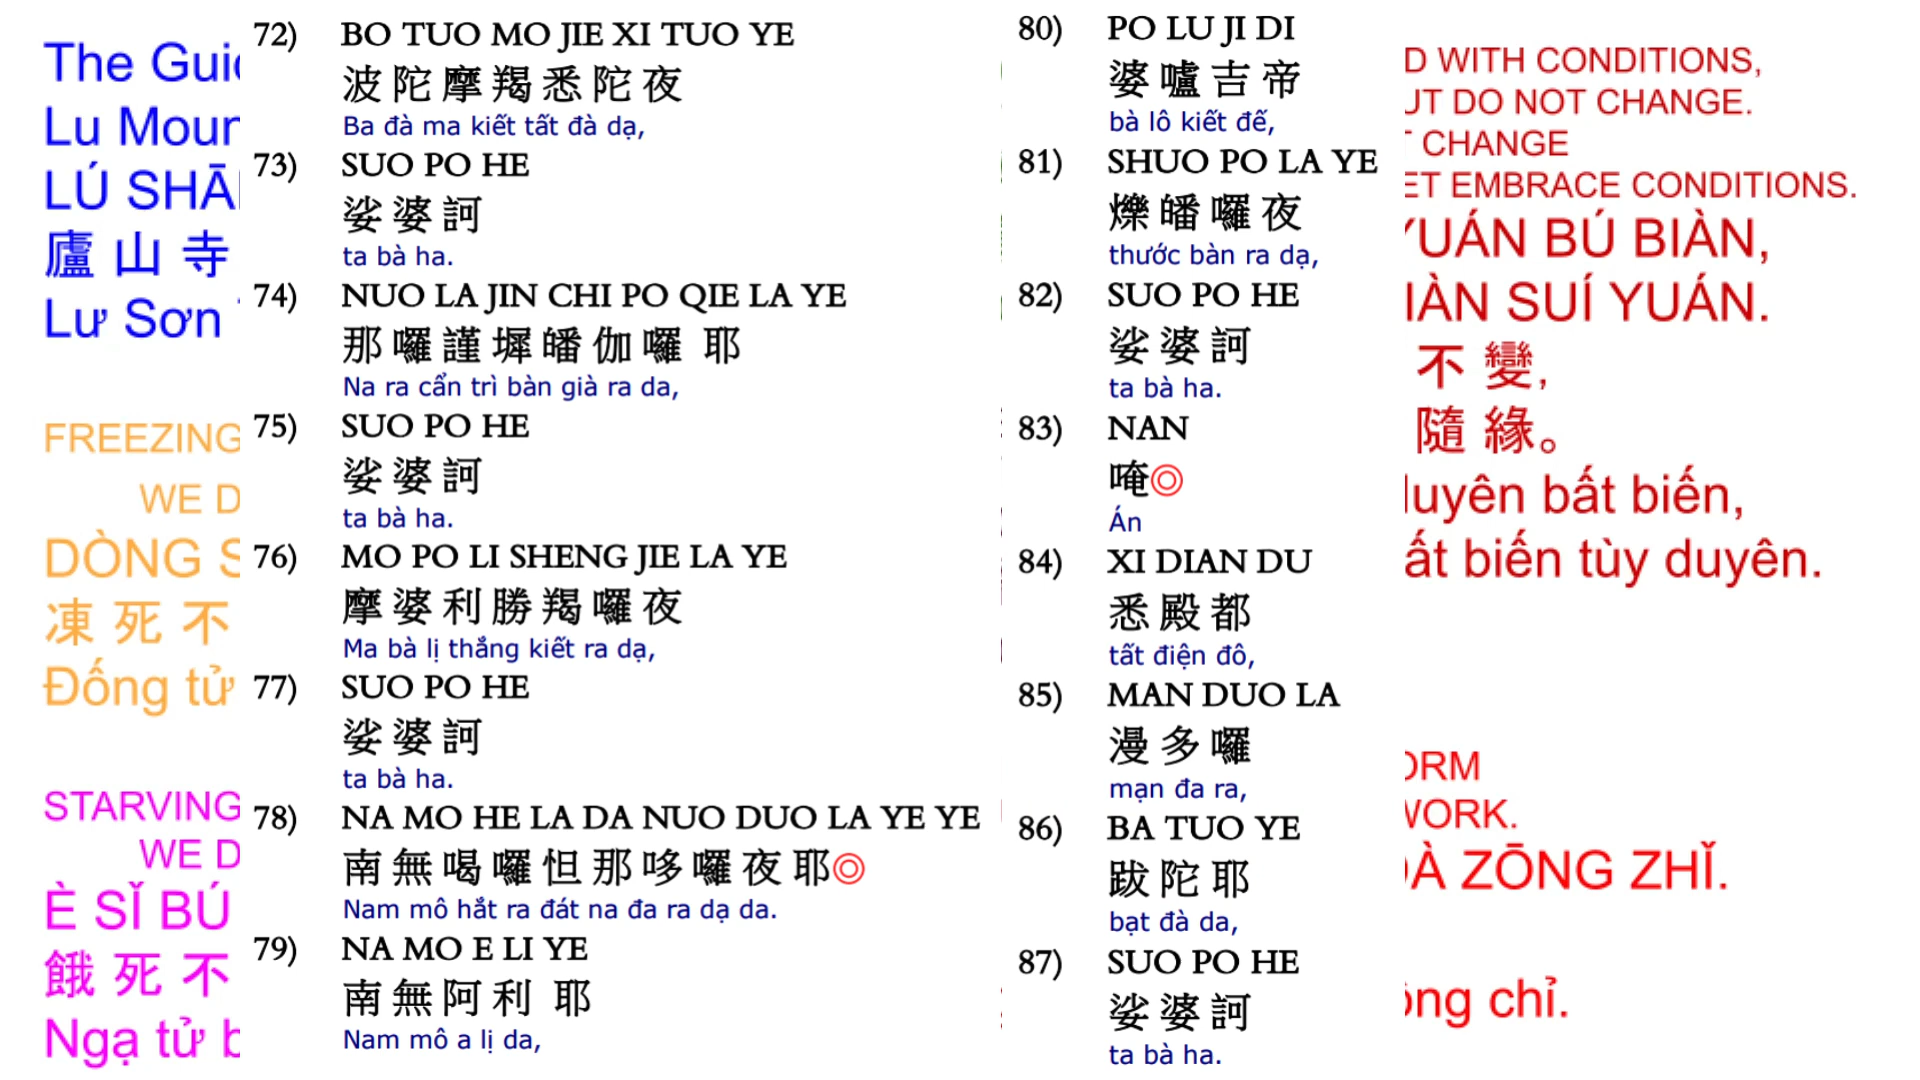 The Gui
Lu Moun
LÚ SHĀ
廬 山 寺
Lư Sơn
FREEZING
WE D
DÒNG S
凍 死 不
Đống tử
STARVING
WE D
È SǏ BÚ
餓 死 不
Ngạ tử b
72) BO TUO MO JIE XI TUO YE
波 陀 摩 羯 悉 陀 夜
Ba đà ma kiết tất đà dạ,
73) SUO PO HE
娑 婆 訶
ta bà ha.
74) NUO LA JIN CHI PO QIE LA YE
那 囉 謹 墀 皤 伽 囉 耶
Na ra cẩn trì bàn già ra da,
75) SUO PO HE
娑 婆 訶
ta bà ha.
76) MO PO LI SHENG JIE LA YE
摩 婆 利 勝 羯 囉 夜
Ma bà lị thắng kiết ra dạ,
77) SUO PO HE
娑 婆 訶
ta bà ha.
78) NA MO HE LA DA NUO DUO LA YE YE
南 無 喝 囉 怛 那 哆 囉 夜 耶◎
Nam mô hắt ra đát na đa ra dạ da.
79) NA MO E LI YE
南 無 阿 利 耶
Nam mô a lị da,
80) PO LU JI DI
婆 嚧 吉 帝
bà lô kiết đế,
81) SHUO PO LA YE
爍 皤 囉 夜
thước bàn ra dạ,
82) SUO PO HE
娑 婆 訶
ta bà ha.
83) NAN
唵◎
Án
84) XI DIAN DU
悉 殿 都
tất điện đô,
85) MAN DUO LA
漫 多 囉
mạn đa ra,
86) BA TUO YE
跋 陀 耶
bạt đà da,
87) SUO PO HE
娑 婆 訶
ta bà ha.
D WITH CONDITIONS,
UT DO NOT CHANGE.
CHANGE
ET EMBRACE CONDITIONS.
YUÁN BÚ BIÀN,
IÀN SUÍ YUÁN.
不 變,
隨 緣。
duyên bất biến,
ất biến tùy duyên.
ORM
WORK.
DÀ ZŌNG ZHǏ.
ông chỉ.